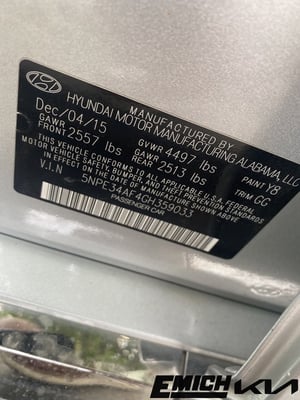 MANUFACTURED BY
HYUNDAI MOTOR MANUFACTURING ALABAMA, LLC
Dec/04/15 GVWR 4497 lbs
GAWR FRONT 2557 lbs GAWR REAR 2513 lbs PAINT Y8 TRIM GG
THIS VEHICLE CONFORMS TO ALL APPLICABLE U.S.A. FEDERAL
MOTOR VEHICLE SAFETY, BUMPER, AND THEFT PREVENTION STANDARDS
IN EFFECT ON THE DATE OF MANUFACTURE SHOWN ABOVE.
V.I.N 5NPE34AF4GH359033
PASSENGER CAR
EMICH KIA